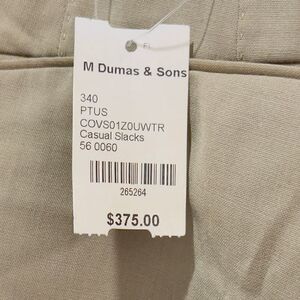 M Dumas & Sons
340
PTUS
COVS01Z0UWTR
Casual Slacks
56 0060
265264
$375.00